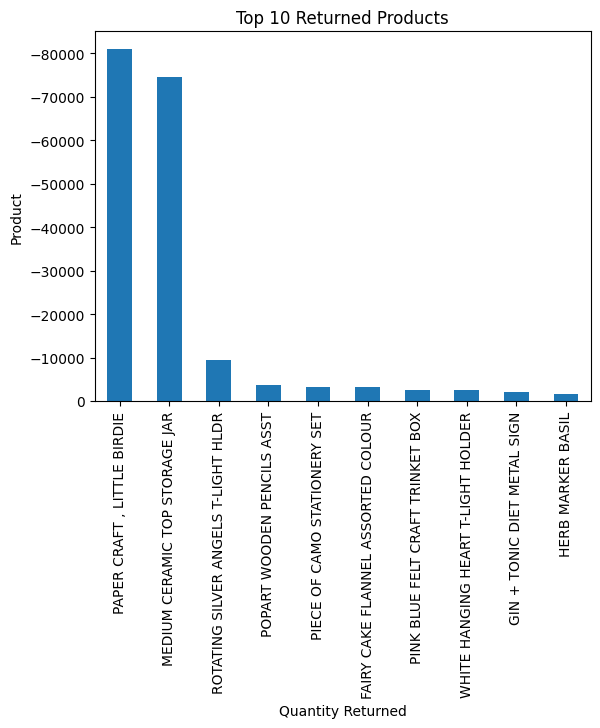 Top 10 Returned Products
Product
−80000
−70000
−60000
−50000
−40000
−30000
−20000
−10000
0
PAPER CRAFT , LITTLE BIRDIE
MEDIUM CERAMIC TOP STORAGE JAR
ROTATING SILVER ANGELS T-LIGHT HLDR
POPART WOODEN PENCILS ASST
PIECE OF CAMO STATIONERY SET
FAIRY CAKE FLANNEL ASSORTED COLOUR
PINK BLUE FELT CRAFT TRINKET BOX
WHITE HANGING HEART T-LIGHT HOLDER
GIN + TONIC DIET METAL SIGN
HERB MARKER BASIL
Quantity Returned